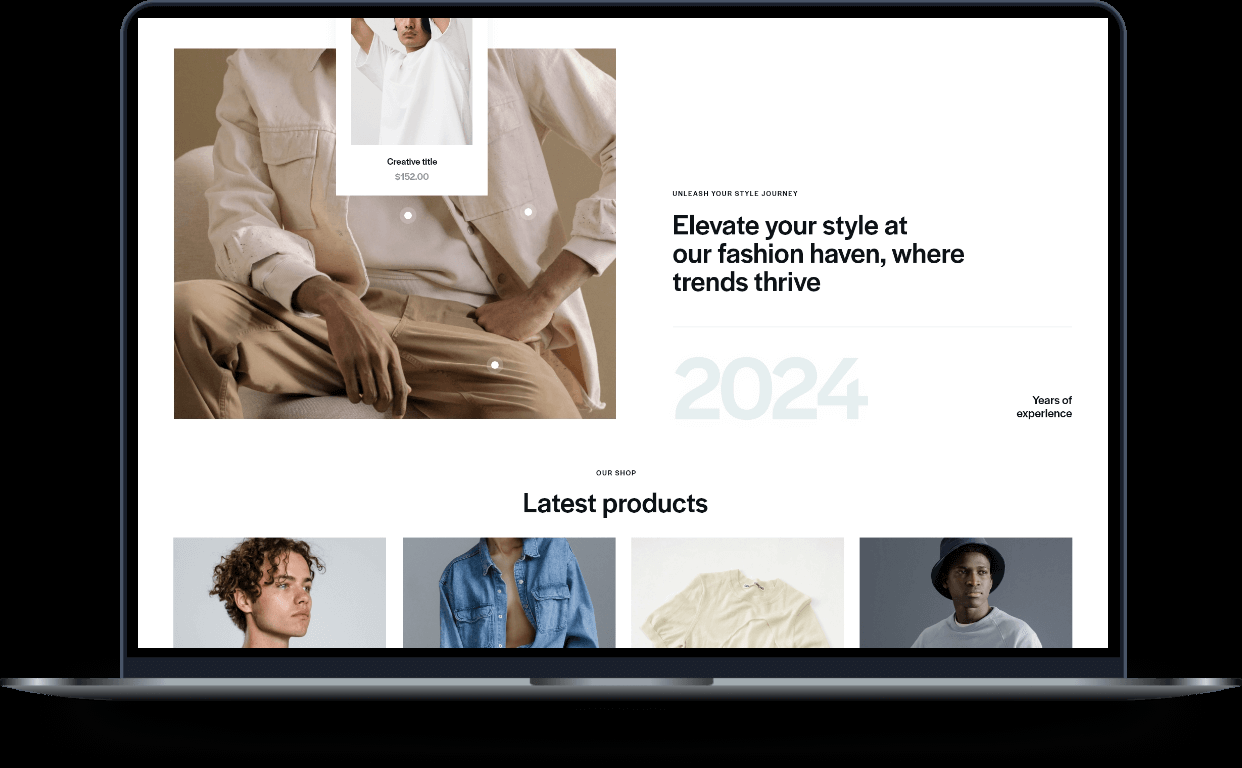 Creative title
$152.00
UNLEASH YOUR STYLE JOURNEY
Elevate your style at
our fashion haven, where
trends thrive
2024
Years of
experience
OUR SHOP
Latest products